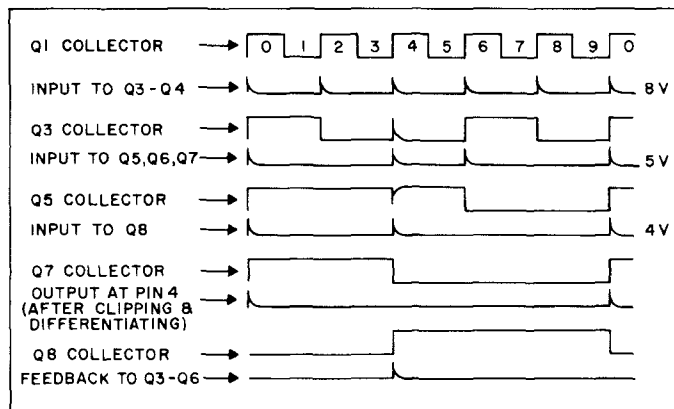 Q1 COLLECTOR 0 1 2 3 4 5 6 7 8 9 0
INPUT TO Q3-Q4 8 V
Q3 COLLECTOR
INPUT TO Q5,Q6,Q7 5 V
Q5 COLLECTOR
INPUT TO Q8 4 V
Q7 COLLECTOR
OUTPUT AT PIN 4
(AFTER CLIPPING &
DIFFERENTIATING)
Q8 COLLECTOR
FEEDBACK TO Q3-Q6